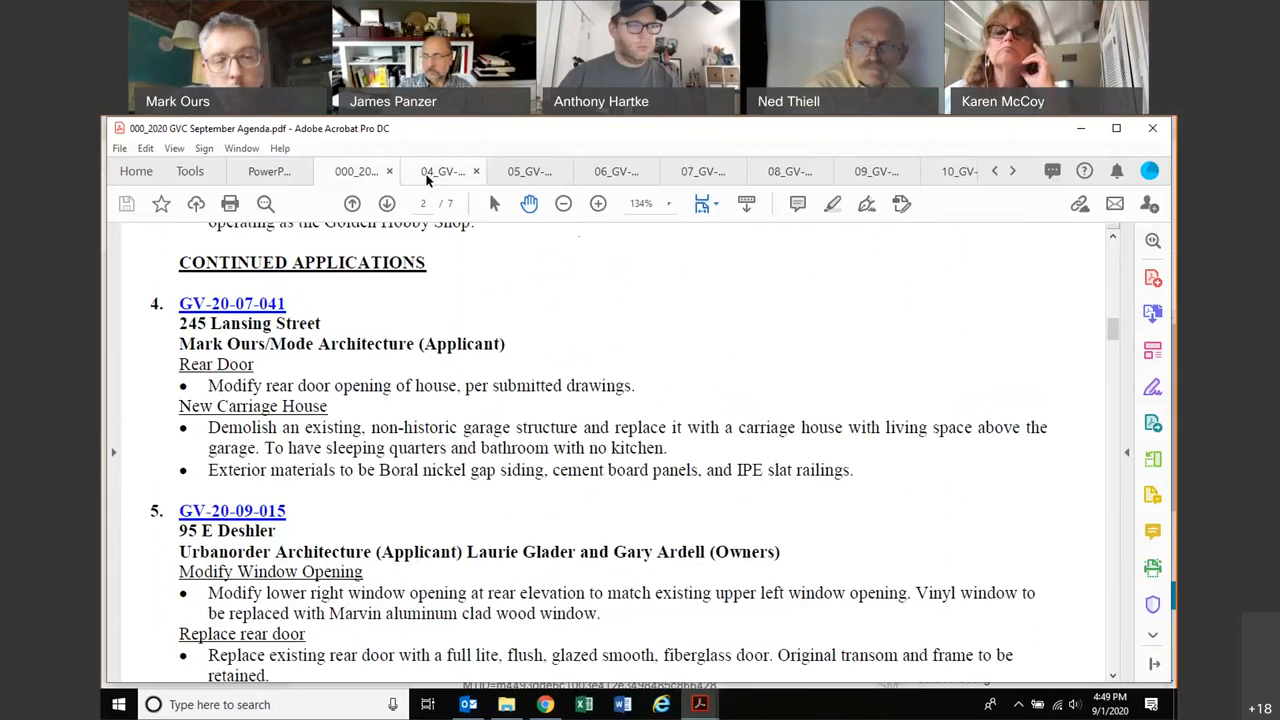 Mark Ours
James Panzer
Anthony Hartke
Ned Thiell
Karen McCoy
000_2020 GVC September Agenda.pdf - Adobe Acrobat Pro DC
File Edit View Sign Window Help
Home Tools PowerP... 000_20... × 04_GV-... × 05_GV-... 06_GV-... 07_GV-... 08_GV-... 09_GV-... 10_GV-
2 / 7 134%
operating as the Golden Hobby Shop.
CONTINUED APPLICATIONS
4. GV-20-07-041
245 Lansing Street
Mark Ours/Mode Architecture (Applicant)
Rear Door
• Modify rear door opening of house, per submitted drawings.
New Carriage House
• Demolish an existing, non-historic garage structure and replace it with a carriage house with living space above the
garage. To have sleeping quarters and bathroom with no kitchen.
• Exterior materials to be Boral nickel gap siding, cement board panels, and IPE slat railings.
5. GV-20-09-015
95 E Deshler
Urbanorder Architecture (Applicant) Laurie Glader and Gary Ardell (Owners)
Modify Window Opening
• Modify lower right window opening at rear elevation to match existing upper left window opening. Vinyl window to
be replaced with Marvin aluminum clad wood window.
Replace rear door
• Replace existing rear door with a full lite, flush, glazed smooth, fiberglass door. Original transom and frame to be
retained.
Type here to search
4:49 PM
9/1/2020
+18